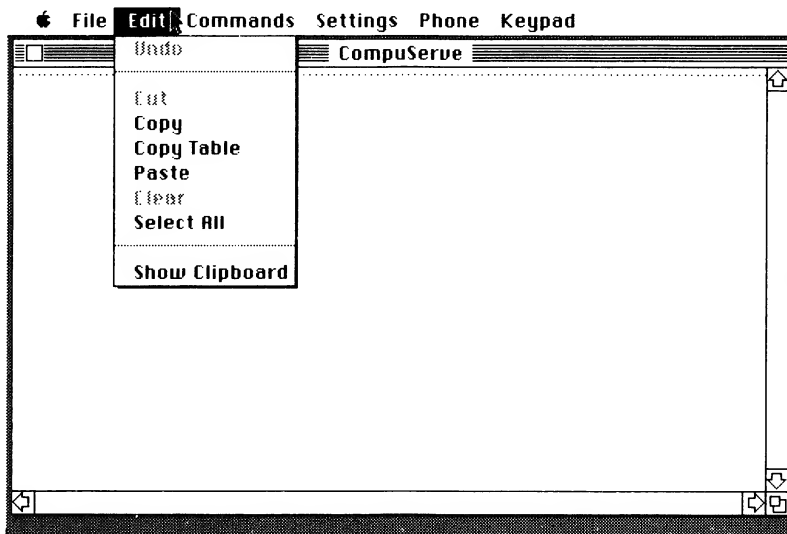 File Edit Commands Settings Phone Keypad
CompuServe
Undo
Cut
Copy
Copy Table
Paste
Clear
Select All
Show Clipboard